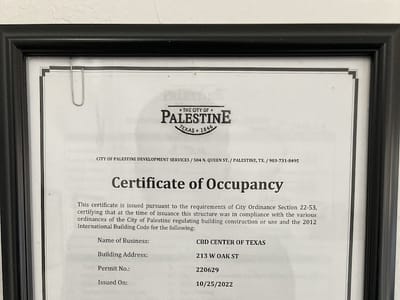 THE CITY OF
PALESTINE
TEXAS • 1846
CITY OF PALESTINE DEVELOPMENT SERVICES / 504 N. QUEEN ST. / PALESTINE, TX. / 903-731-8495
Certificate of Occupancy
This certificate is issued pursuant to the requirements of City Ordinance Section 22-53,
certifying that at the time of issuance this structure was in compliance with the various
ordinances of the City of Palestine regulating building construction or use and the 2012
International Building Code for the following:
Name of Business: CBD CENTER OF TEXAS
Building Address: 213 W OAK ST
Permit No.: 220629
Issued On: 10/25/2022